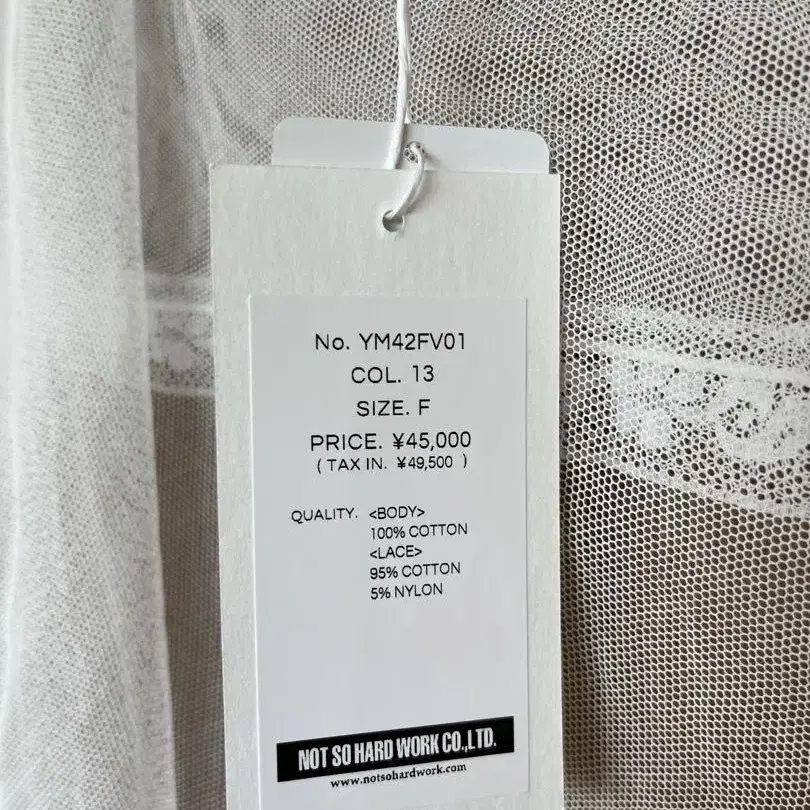 No. YM42FV01
COL. 13
SIZE. F
PRICE. ¥45,000
( TAX IN. ¥49,500 )
QUALITY. <BODY>
100% COTTON
<LACE>
95% COTTON
5% NYLON
NOT SO HARD WORK CO.,LTD.
www.notsohardwork.com